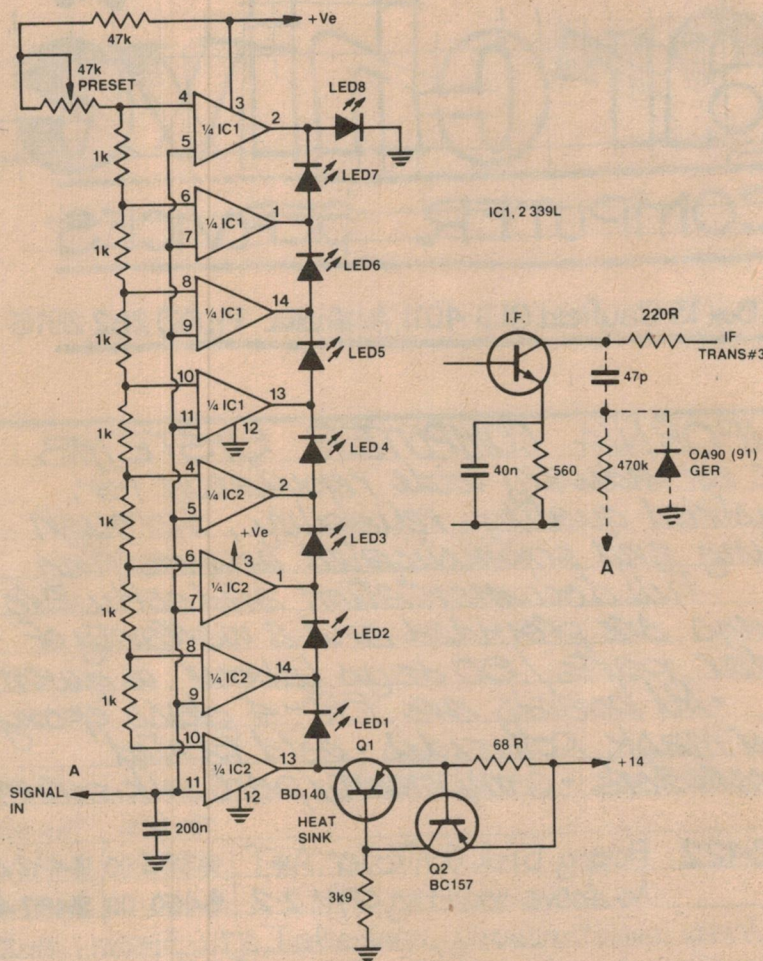 +Ve
47k
47k
PRESET
LED8
4
3
2
¼ IC1
5
1k
LED7
6
¼ IC1
1
7
1k
IC1, 2 339L
LED6
8
¼ IC1
14
9
1k
LED5
I.F.
220R
IF
TRANS#3
47p
10
¼ IC1
13
11
12
1k
LED 4
40n
560
470k
OA90 (91)
GER
A
4
¼ IC2
2
5
1k
LED3
+Ve
6
3
¼ IC2
1
7
1k
LED2
8
¼ IC2
14
9
1k
LED1
10
¼ IC2
13
11
12
A
SIGNAL
IN
200n
Q1
BD140
HEAT
SINK
68 R
+14
Q2
BC157
3k9